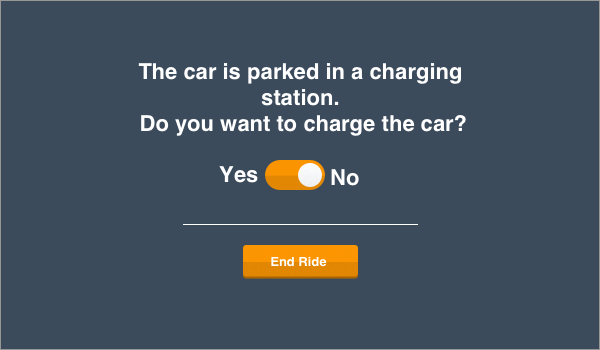 The car is parked in a charging
station.
Do you want to charge the car?
Yes No
End Ride